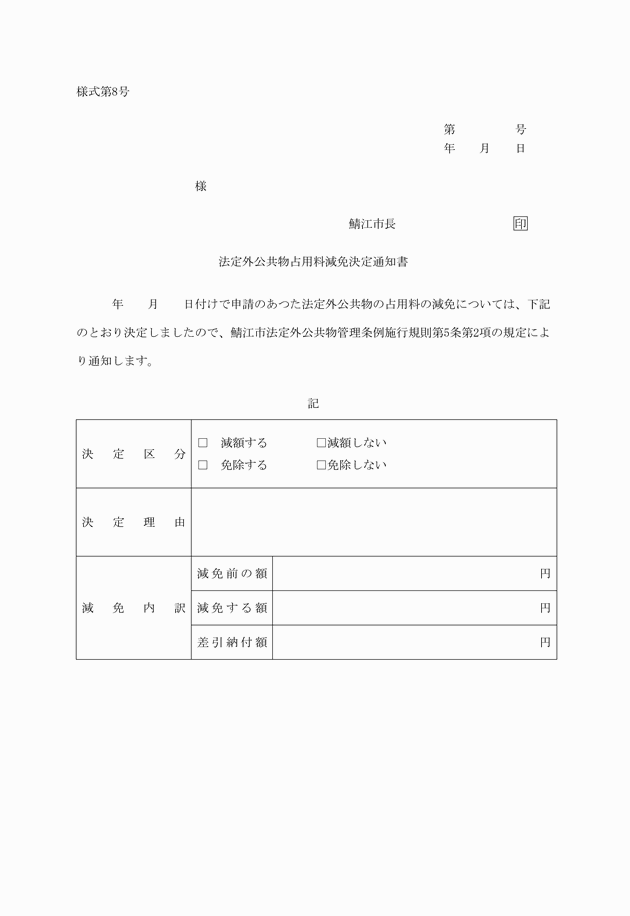 様式第8号
第　　　　　号
年　　月　　日
様
鯖江市長　　　　　　　　　　印
法定外公共物占用料減免決定通知書
年　　月　　日付けで申請のあつた法定外公共物の占用料の減免については、下記
のとおり決定しましたので、鯖江市法定外公共物管理条例施行規則第5条第2項の規定によ
り通知します。
記
決定区分
□　減額する　　　　□減額しない
□　免除する　　　　□免除しない
決定理由
減免内訳
減免前の額　　円
減免する額　　円
差引納付額　　円